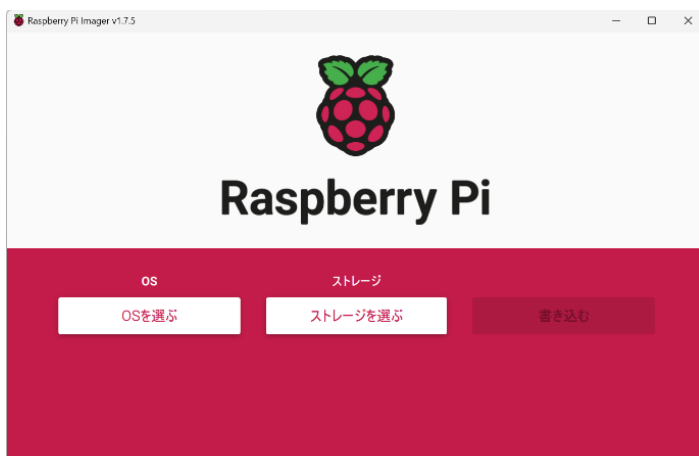 Raspberry Pi Imager v1.7.5
Raspberry Pi
OS
ストレージ
OSを選ぶ
ストレージを選ぶ
書き込む